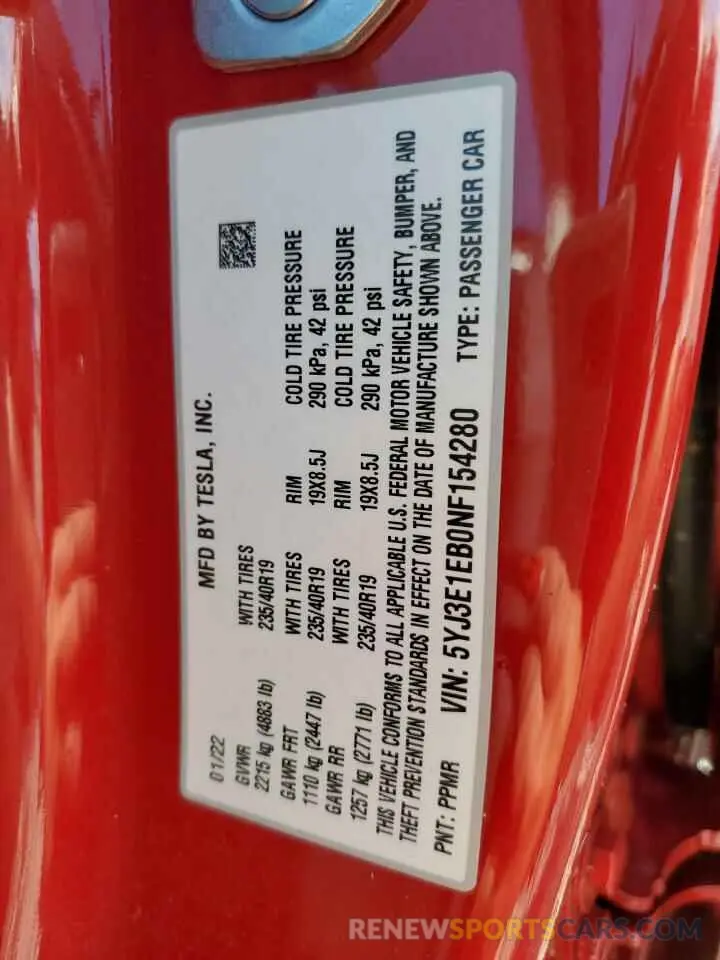 MFD BY TESLA, INC.
01/22
GVWR WITH TIRES
2215 kg (4883 lb) 235/40R19
GAWR FRT WITH TIRES RIM COLD TIRE PRESSURE
1110 kg (2447 lb) 235/40R19 19X8.5J 290 kPa, 42 psi
GAWR RR WITH TIRES RIM COLD TIRE PRESSURE
1257 kg (2771 lb) 235/40R19 19X8.5J 290 kPa, 42 psi
THIS VEHICLE CONFORMS TO ALL APPLICABLE U.S. FEDERAL MOTOR VEHICLE SAFETY, BUMPER, AND
THEFT PREVENTION STANDARDS IN EFFECT ON THE DATE OF MANUFACTURE SHOWN ABOVE.
PNT: PPMR VIN: 5YJ3E1EB0NF154280 TYPE: PASSENGER CAR
RENEWSPORTSCARS.COM